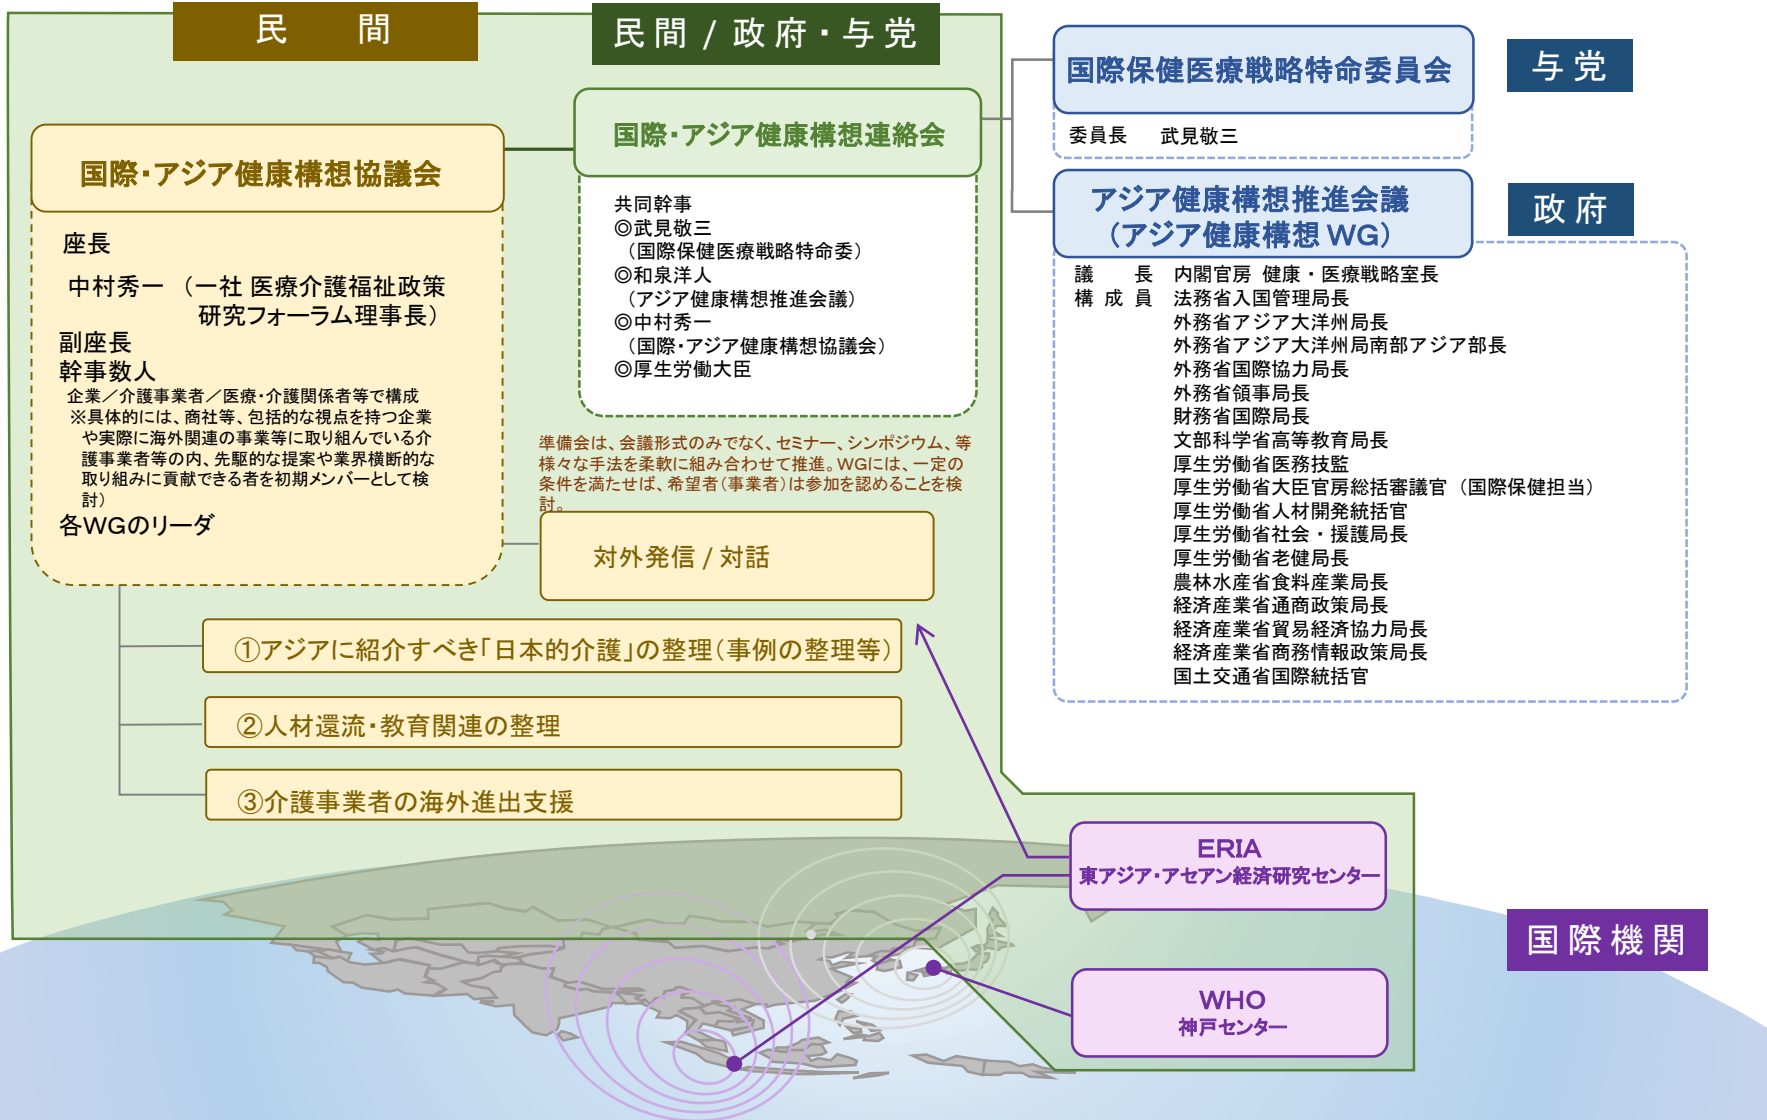 民 間
民間 / 政府・与党
国際・アジア健康構想協議会
座長
中村秀一 （一社 医療介護福祉政策
研究フォーラム理事長）
副座長
幹事数人
企業／介護事業者／医療・介護関係者等で構成
※具体的には、商社等、包括的な視点を持つ企業
や実際に海外関連の事業等に取り組んでいる介
護事業者等の内、先駆的な提案や業界横断的な
取り組みに貢献できる者を初期メンバーとして検
討）
各WGのリーダ
国際・アジア健康構想連絡会
共同幹事
◎武見敬三
（国際保健医療戦略特命委）
◎和泉洋人
（アジア健康構想推進会議）
◎中村秀一
（国際・アジア健康構想協議会）
◎厚生労働大臣
準備会は、会議形式のみでなく、セミナー、シンポジウム、等
様々な手法を柔軟に組み合わせて推進。WGには、一定の
条件を満たせば、希望者（事業者）は参加を認めることを検
討。
対外発信 / 対話
①アジアに紹介すべき「日本的介護」の整理（事例の整理等）
②人材還流・教育関連の整理
③介護事業者の海外進出支援
国際保健医療戦略特命委員会
委員長 武見敬三
与党
アジア健康構想推進会議
（アジア健康構想 WG）
政府
議 長 内閣官房 健康・医療戦略室長
構成員 法務省入国管理局長
外務省アジア大洋州局長
外務省アジア大洋州局南部アジア部長
外務省国際協力局長
外務省領事局長
財務省国際局長
文部科学省高等教育局長
厚生労働省医務技監
厚生労働省大臣官房総括審議官（国際保健担当）
厚生労働省人材開発統括官
厚生労働省社会・援護局長
厚生労働省老健局長
農林水産省食料産業局長
経済産業省通商政策局長
経済産業省貿易経済協力局長
経済産業省商務情報政策局長
国土交通省国際統括官
ERIA
東アジア・アセアン経済研究センター
国際機関
WHO
神戸センター